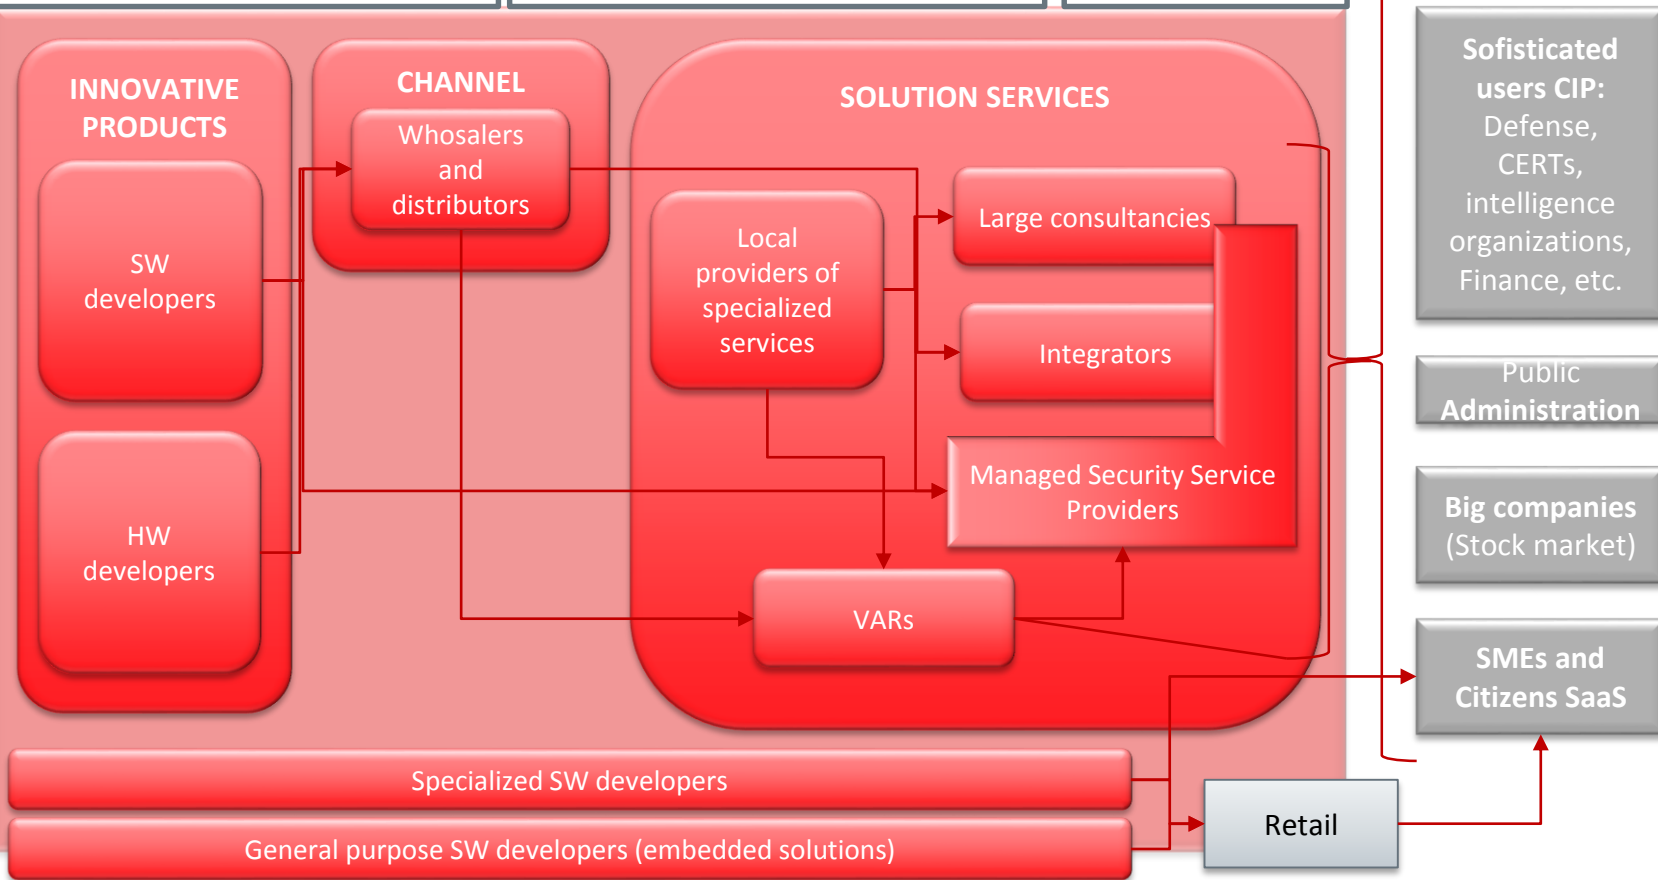 INNOVATIVE
PRODUCTS
SW
developers
HW
developers
CHANNEL
Whosalers
and
distributors
SOLUTION SERVICES
Local
providers of
specialized
services
Large consultancies
Integrators
Managed Security Service
Providers
VARs
Specialized SW developers
General purpose SW developers (embedded solutions)
Retail
Sofisticated
users CIP:
Defense,
CERTs,
intelligence
organizations,
Finance, etc.
Public
Administration
Big companies
(Stock market)
SMEs and
Citizens SaaS